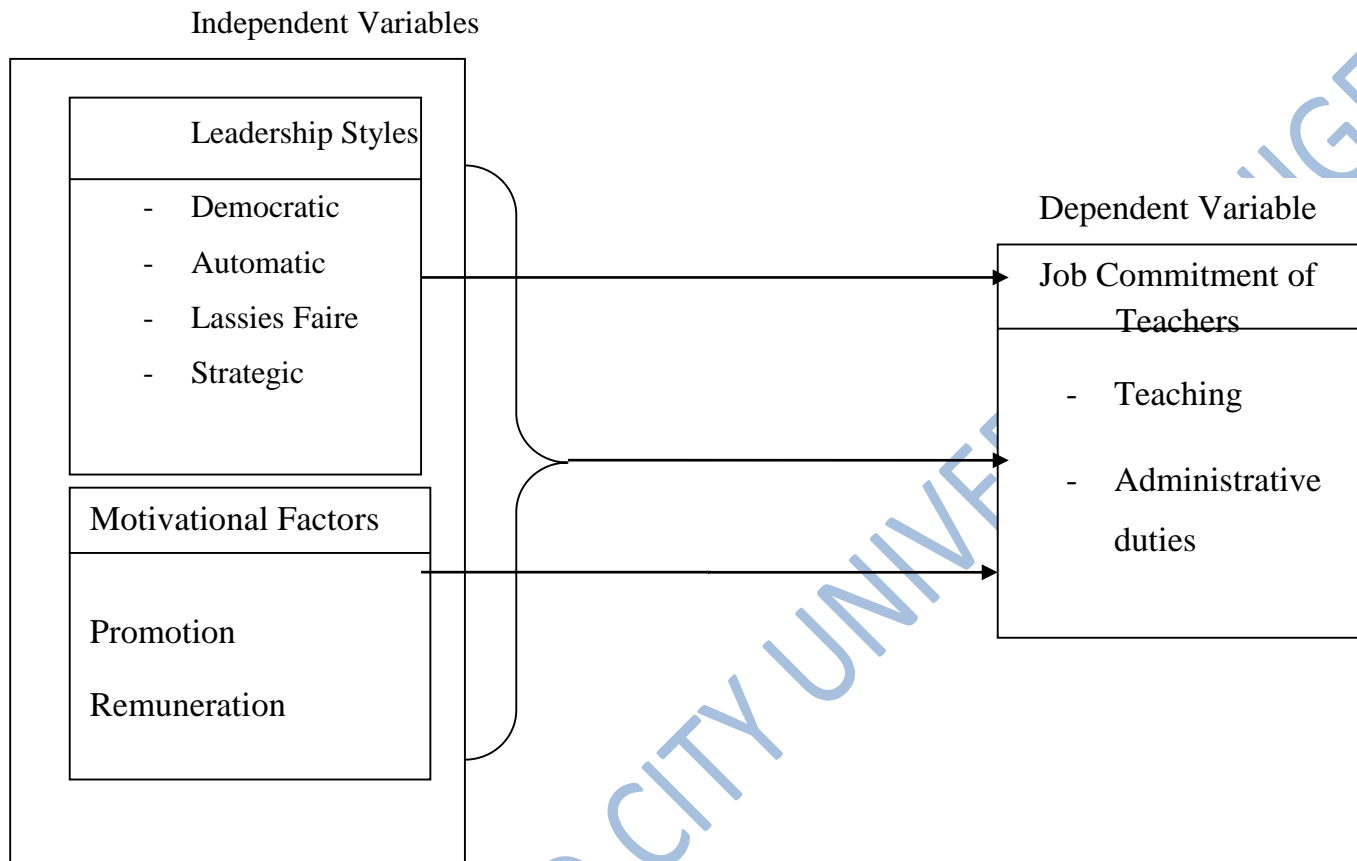 Independent Variables
Leadership Styles
- Democratic
- Automatic
- Lassies Faire
- Strategic
Motivational Factors
Promotion
Remuneration
Dependent Variable
Job Commitment of
Teachers
- Teaching
- Administrative
duties
CITY